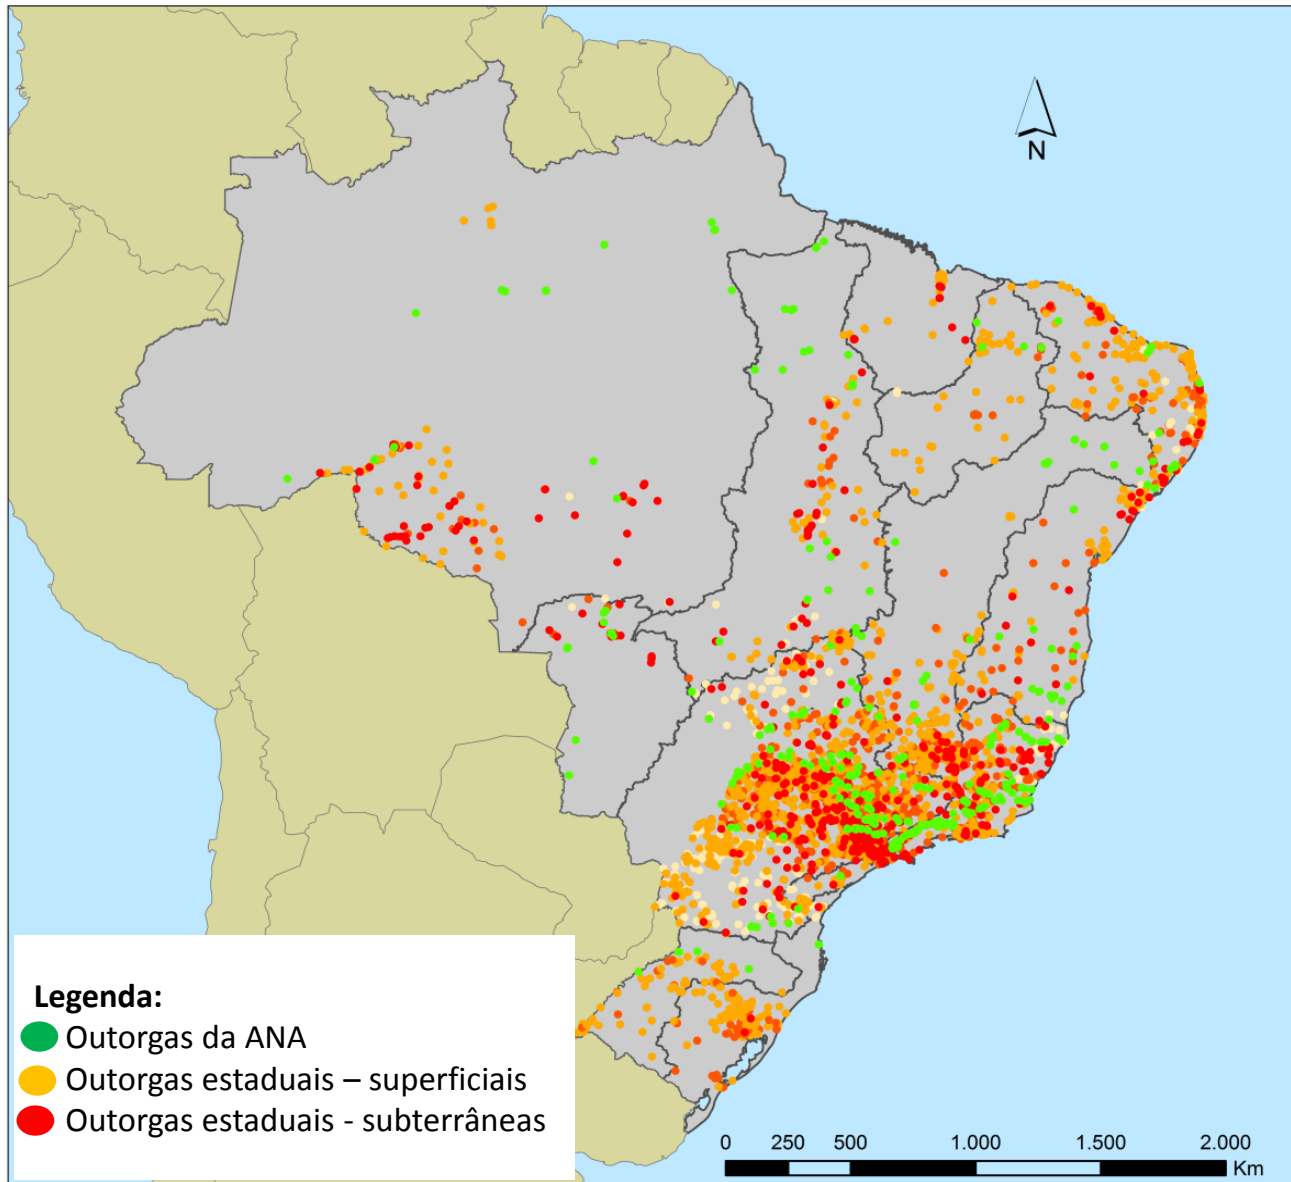 N
Legenda:
Outorgas da ANA
Outorgas estaduais – superficiais
Outorgas estaduais - subterrâneas
0 250 500 1.000 1.500 2.000
Km